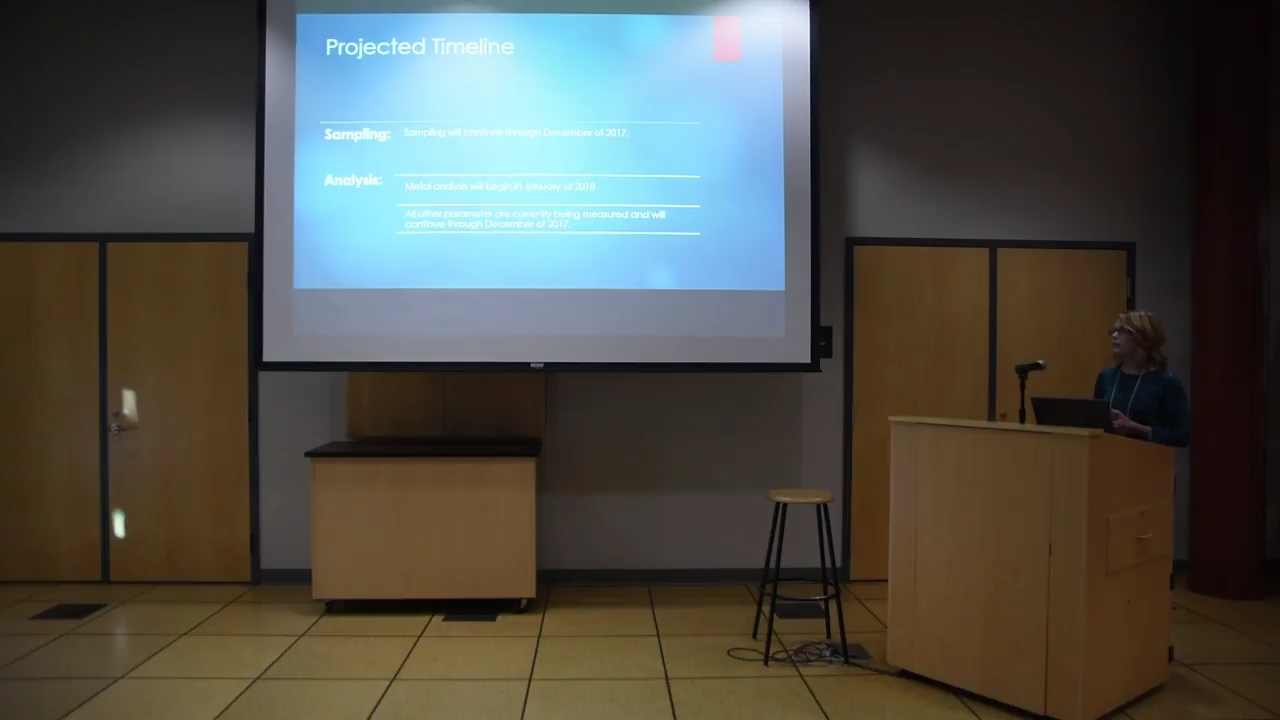 Projected Timeline
Sampling: Sampling will continue through December of 2017.
Analysis:
Metal analysis will begin in January of 2018
All other parameter are currently being measured and will
continue through December of 2017.